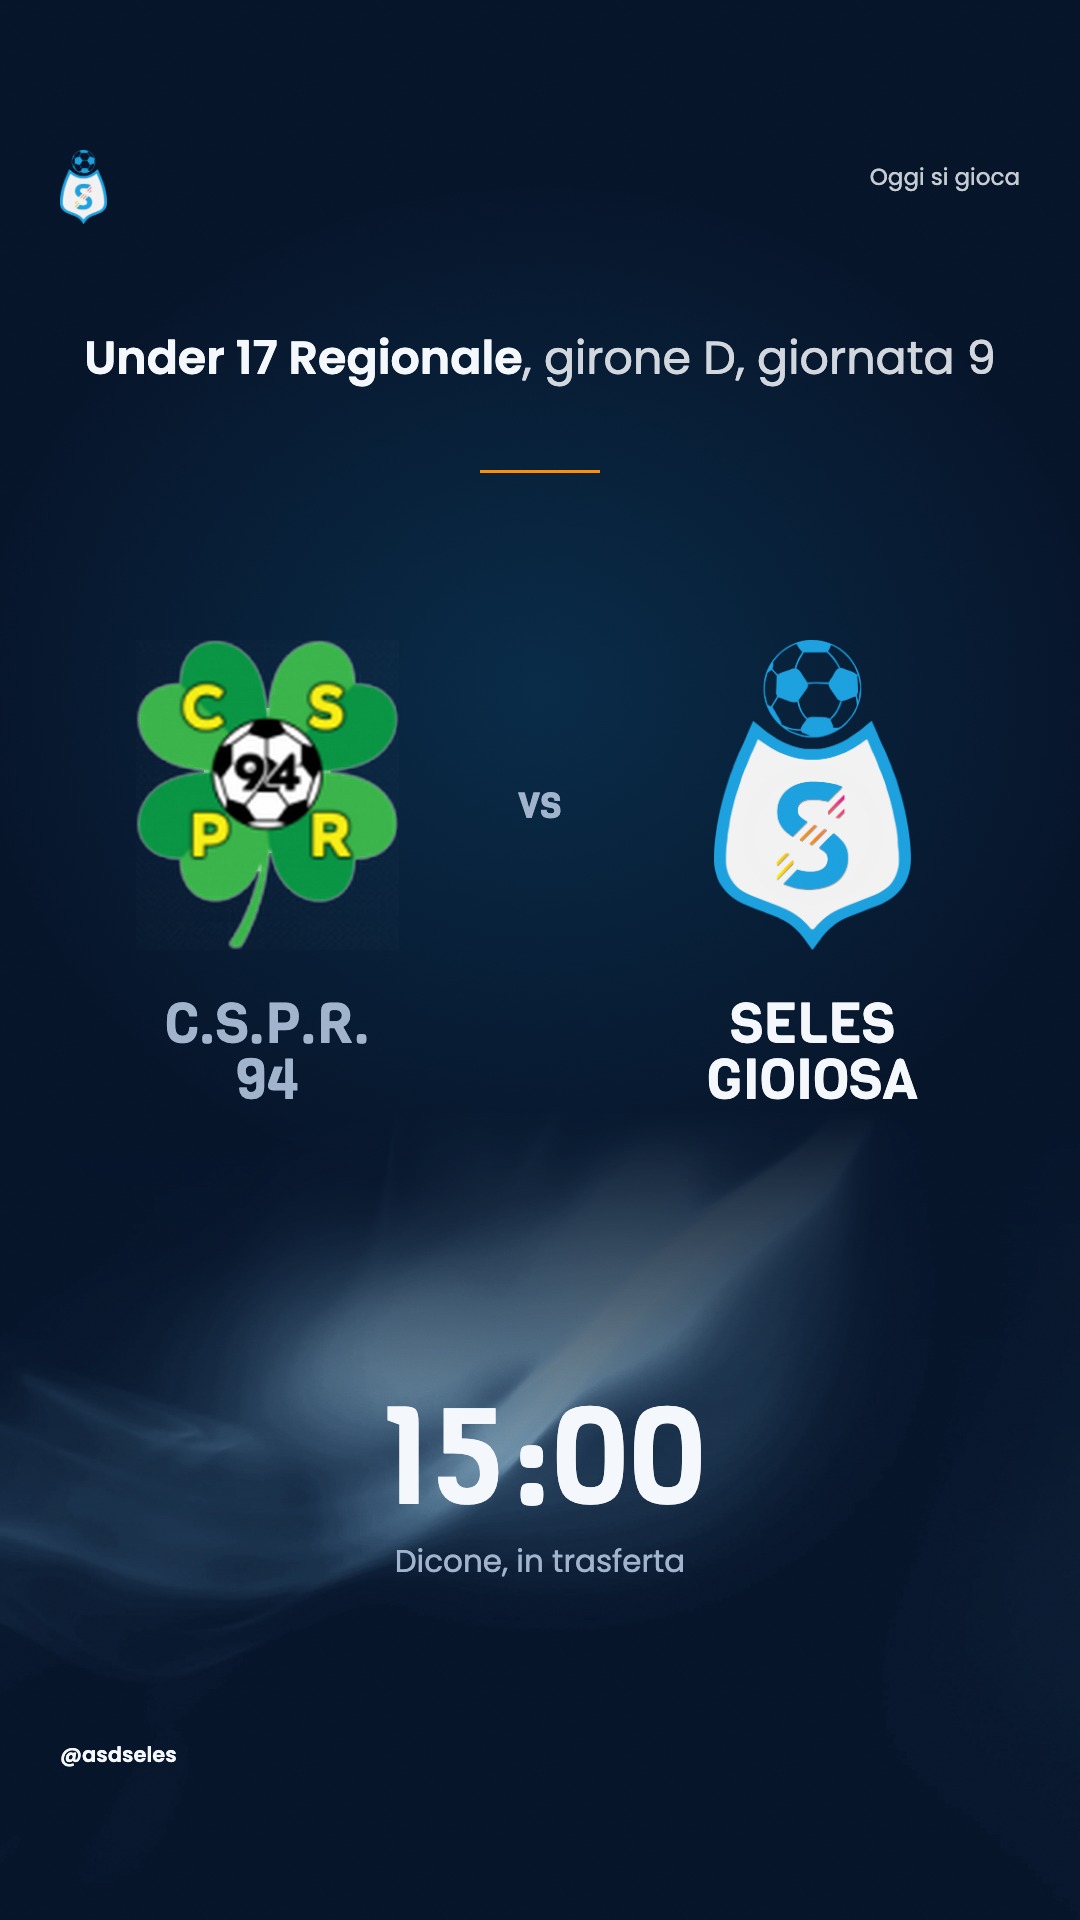 S
Oggi si gioca
Under 17 Regionale, girone D, giornata 9
C S
94
P R
VS
S
C.S.P.R.
94
SELES
GIOIOSA
15:00
Dicone, in trasferta
@asdseles